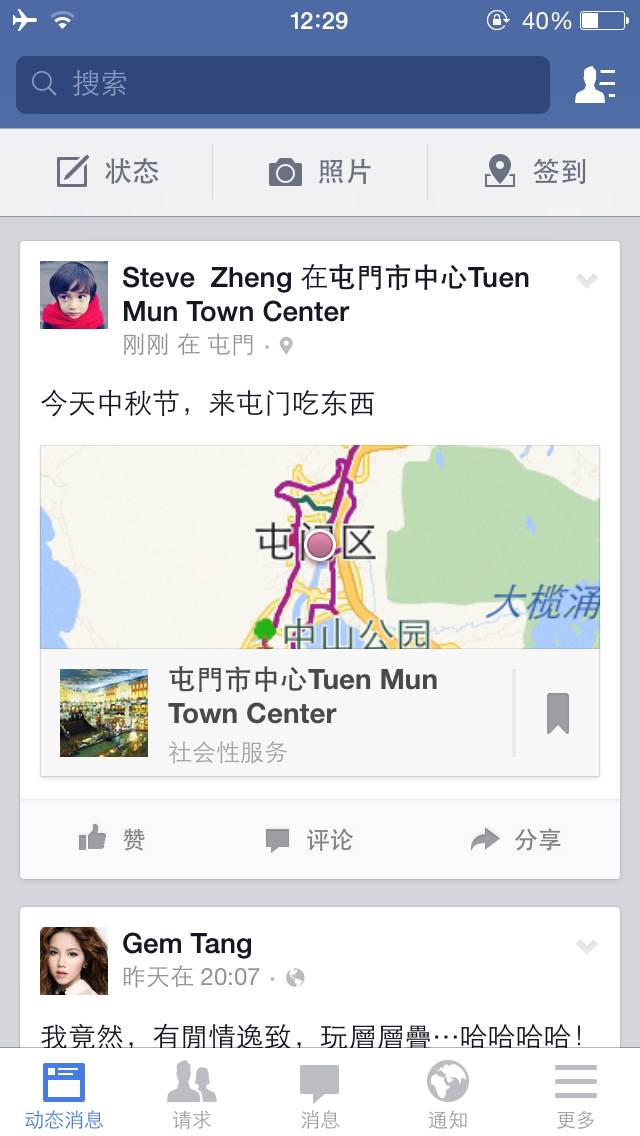 12:29
40%
搜索
状态
照片
签到
Steve Zheng 在屯門市中心Tuen
Mun Town Center
刚刚 在 屯門 ·
今天中秋节，来屯门吃东西
屯门区
大榄涌
中山公园
屯門市中心Tuen Mun
Town Center
社会性服务
赞
评论
分享
Gem Tang
昨天在 20:07 ·
我竟然，有閒情逸致，玩層層疊…哈哈哈哈！
动态消息
请求
消息
通知
更多